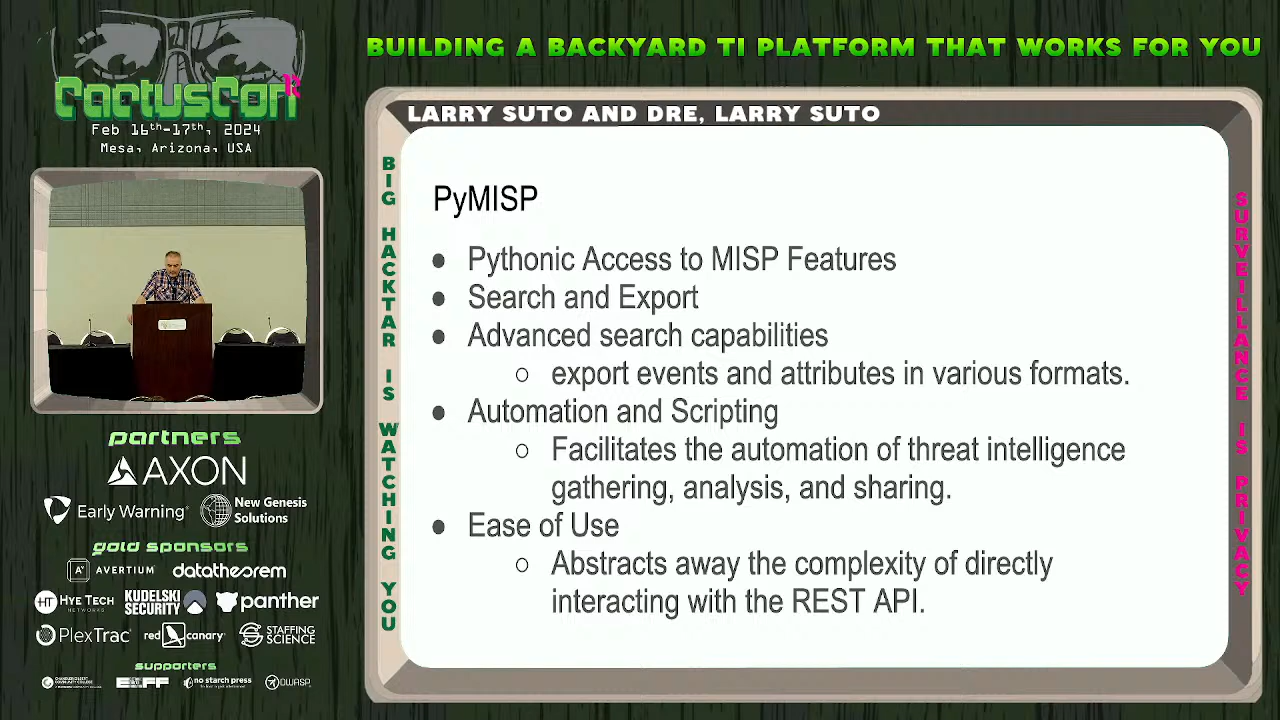 BUILDING A BACKYARD TI PLATFORM THAT WORKS FOR YOU
CactusCon
Feb 16th-17th, 2024
Mesa, Arizona, USA
LARRY SUTO AND DRE, LARRY SUTO
BIG HACKTAR IS WATCHING YOU
PyMISP
● Pythonic Access to MISP Features
● Search and Export
● Advanced search capabilities
○ export events and attributes in various formats.
● Automation and Scripting
○ Facilitates the automation of threat intelligence
gathering, analysis, and sharing.
● Ease of Use
○ Abstracts away the complexity of directly
interacting with the REST API.
SURVEILLANCE IS PRIVACY
partners
AXON
Early Warning
New Genesis
Solutions
gold sponsors
AVERTIUM
datatheorem
HT HYE TECH
NETWORKS
KUDELSKI
SECURITY
panther
PlexTrac
red canary
STAFFING
SCIENCE
supporters
EFF
no starch press
OWASP